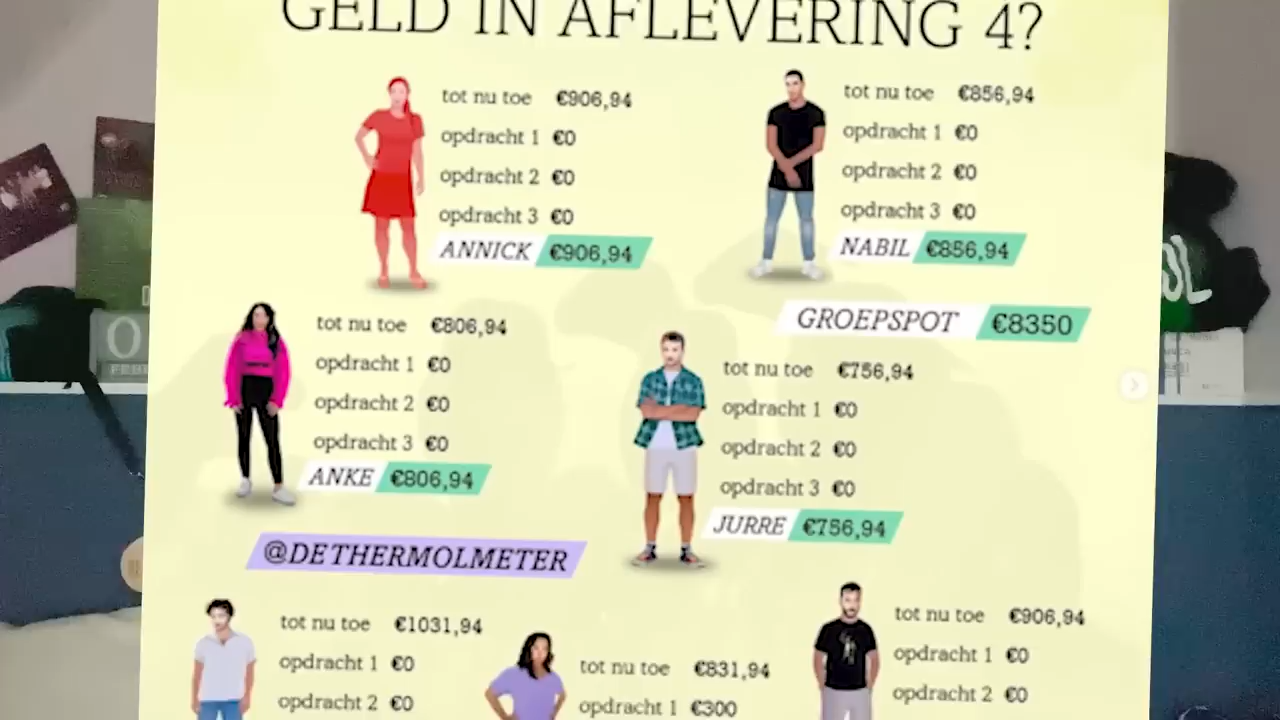 GELD IN AFLEVERING 4?
tot nu toe €906,94
opdracht 1 €0
opdracht 2 €0
opdracht 3 €0
ANNICK €906,94
tot nu toe €856,94
opdracht 1 €0
opdracht 2 €0
opdracht 3 €0
NABIL €856,94
GROEPSPOT €8350
tot nu toe €806,94
opdracht 1 €0
opdracht 2 €0
opdracht 3 €0
ANKE €806,94
tot nu toe €756,94
opdracht 1 €0
opdracht 2 €0
opdracht 3 €0
JURRE €756,94
@DETHERMOLMETER
tot nu toe €1031,94
opdracht 1 €0
opdracht 2 €0
tot nu toe €831,94
opdracht 1 €300
tot nu toe €906,94
opdracht 1 €0
opdracht 2 €0